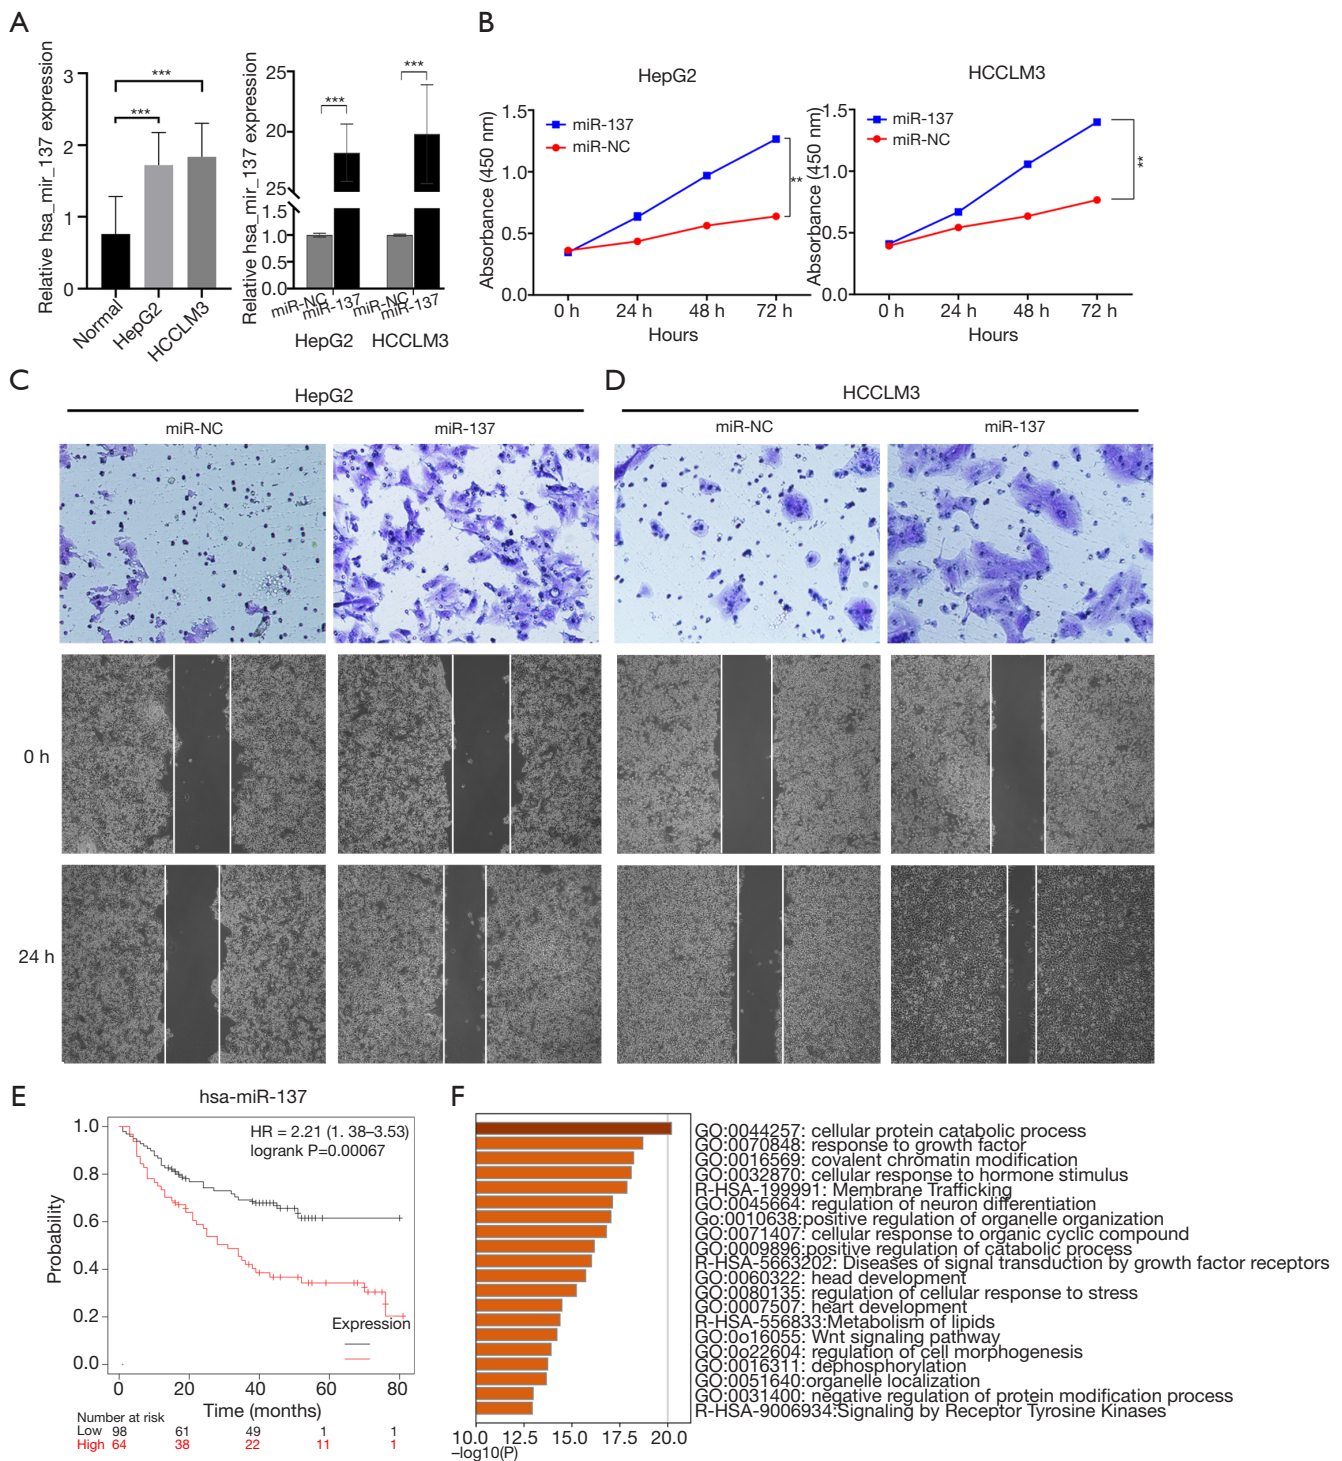 A
Relative hsa_mir_137 expression
3
2
1
0
***
***
Normal
HepG2
HCCLM3
Relative hsa_mir_137 expression
25
20
25
1.5
1.0
0.5
0.0
***
***
miR-NC
miR-137
miR-NC
miR-137
HepG2
HCCLM3
B
HepG2
Absorbance (450 nm)
1.5
1.0
0.5
0.0
miR-137
miR-NC
**
0 h
24 h
48 h
72 h
Hours
HCCLM3
Absorbance (450 nm)
1.5
1.0
0.5
0.0
miR-137
miR-NC
**
0 h
24 h
48 h
72 h
Hours
C
HepG2
miR-NC
miR-137
D
HCCLM3
miR-NC
miR-137
0 h
24 h
E
hsa-miR-137
HR = 2.21 (1. 38–3.53)
logrank P=0.00067
Probability
1.0
0.8
0.6
0.4
0.2
0.0
Expression
0
20
40
60
80
Time (months)
Number at risk
Low 98 61 49 1 1
High 64 38 22 11 1
F
GO:0044257: cellular protein catabolic process
GO:0070848: response to growth factor
GO:0016569: covalent chromatin modification
GO:0032870: cellular response to hormone stimulus
R-HSA-199991: Membrane Trafficking
GO:0045664: regulation of neuron differentiation
Go:0010638:positive regulation of organelle organization
GO:0071407: cellular response to organic cyclic compound
GO:0009896:positive regulation of catabolic process
R-HSA-5663202: Diseases of signal transduction by growth factor receptors
GO:0060322: head development
GO:0080135: regulation of cellular response to stress
GO:0007507: heart development
R-HSA-556833:Metabolism of lipids
GO:0o16055: Wnt signaling pathway
GO:0o22604: regulation of cell morphogenesis
GO:0016311: dephosphorylation
GO:0051640:organelle localization
GO:0031400: negative regulation of protein modification process
R-HSA-9006934:Signaling by Receptor Tyrosine Kinases
10.0
12.5
15.0
17.5
20.0
–log10(P)